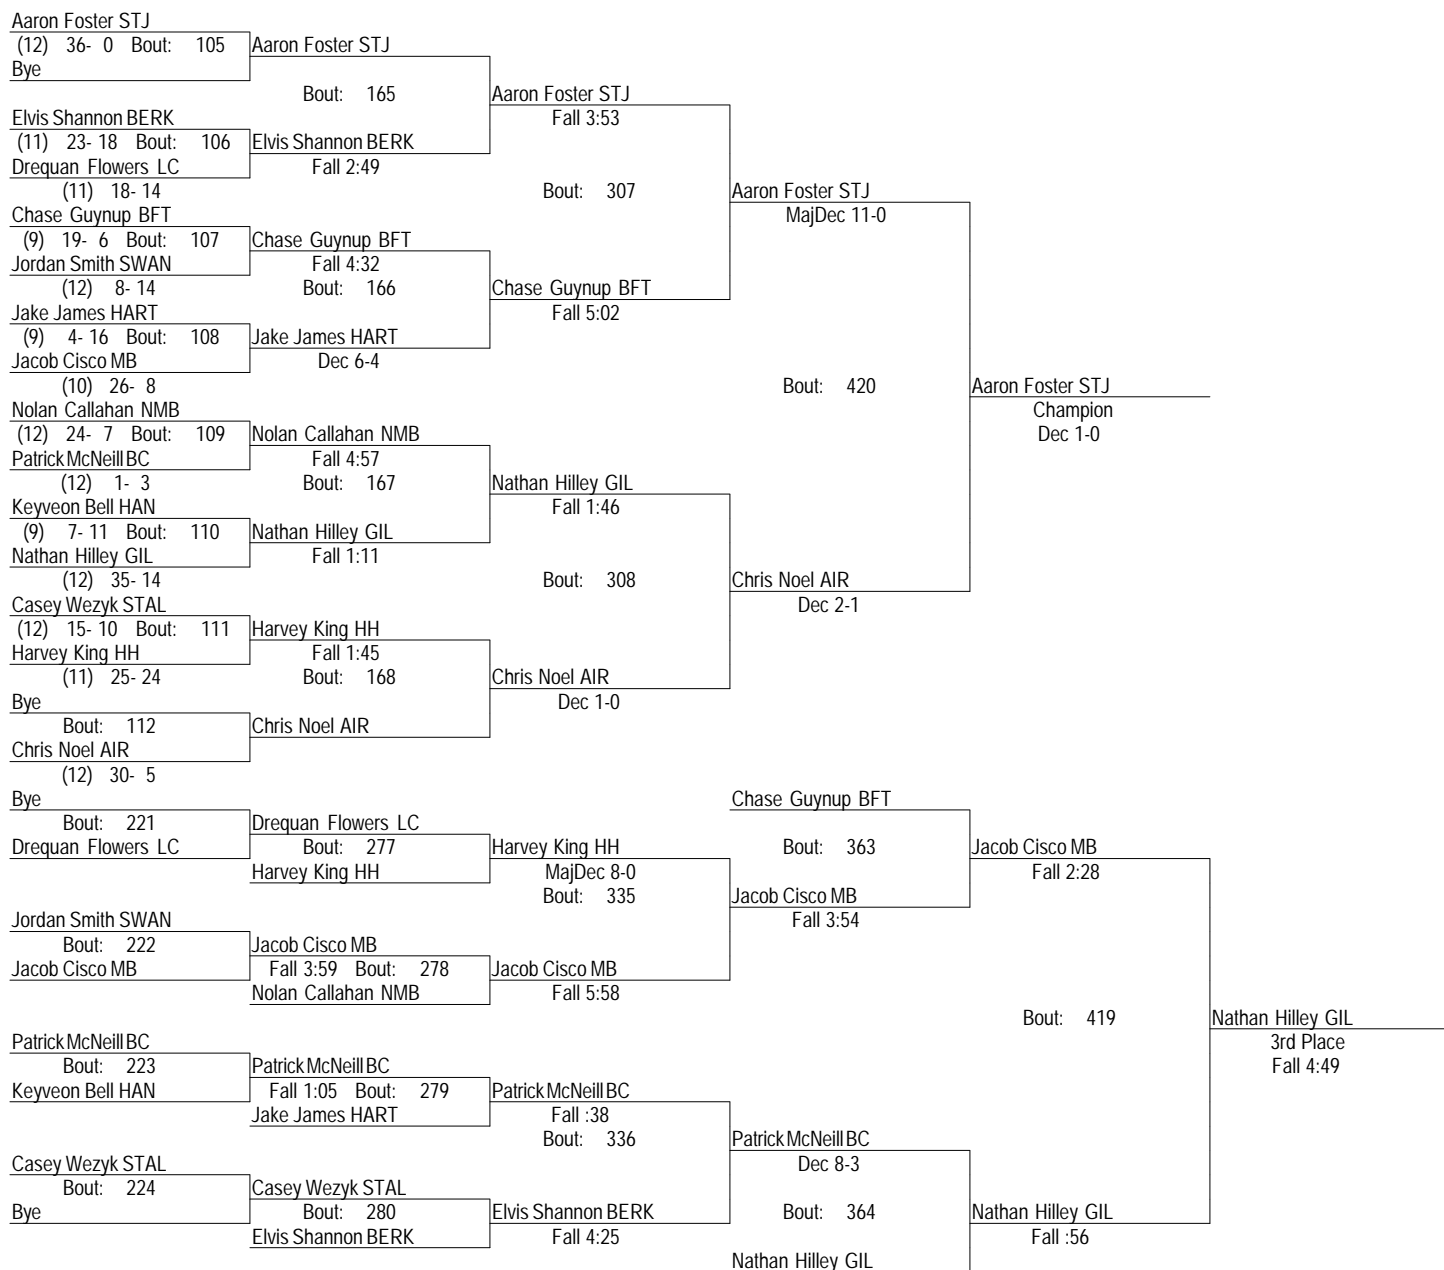 Aaron Foster STJ
(12) 36- 0 Bout: 105 Aaron Foster STJ
Bye
Bout: 165 Aaron Foster STJ
Elvis Shannon BERK Fall 3:53
(11) 23- 18 Bout: 106 Elvis Shannon BERK
Drequan Flowers LC Fall 2:49
(11) 18- 14 Bout: 307 Aaron Foster STJ
Chase Guynup BFT MajDec 11-0
(9) 19- 6 Bout: 107 Chase Guynup BFT
Jordan Smith SWAN Fall 4:32
(12) 8- 14 Bout: 166 Chase Guynup BFT
Jake James HART Fall 5:02
(9) 4- 16 Bout: 108 Jake James HART
Jacob Cisco MB Dec 6-4
(10) 26- 8 Bout: 420 Aaron Foster STJ
Nolan Callahan NMB Champion
(12) 24- 7 Bout: 109 Nolan Callahan NMB Dec 1-0
Patrick McNeill BC Fall 4:57
(12) 1- 3 Bout: 167 Nathan Hilley GIL
Keyveon Bell HAN Fall 1:46
(9) 7- 11 Bout: 110 Nathan Hilley GIL
Nathan Hilley GIL Fall 1:11
(12) 35- 14 Bout: 308 Chris Noel AIR
Casey Wezyk STAL Dec 2-1
(12) 15- 10 Bout: 111 Harvey King HH
Harvey King HH Fall 1:45
(11) 25- 24 Bout: 168 Chris Noel AIR
Bye Dec 1-0
Bout: 112 Chris Noel AIR
Chris Noel AIR
(12) 30- 5
Bye Chase Guynup BFT
Bout: 221 Drequan Flowers LC
Drequan Flowers LC Bout: 277 Harvey King HH Bout: 363 Jacob Cisco MB
Harvey King HH MajDec 8-0 Fall 2:28
Bout: 335 Jacob Cisco MB
Jordan Smith SWAN Fall 3:54
Bout: 222 Jacob Cisco MB
Jacob Cisco MB Fall 3:59 Bout: 278 Jacob Cisco MB
Nolan Callahan NMB Fall 5:58
Bout: 419 Nathan Hilley GIL
Patrick McNeill BC 3rd Place
Bout: 223 Patrick McNeill BC Fall 4:49
Keyveon Bell HAN Fall 1:05 Bout: 279 Patrick McNeill BC
Jake James HART Fall :38
Bout: 336 Patrick McNeill BC
Casey Wezyk STAL Dec 8-3
Bout: 224 Casey Wezyk STAL
Bye Bout: 280 Elvis Shannon BERK Bout: 364 Nathan Hilley GIL
Elvis Shannon BERK Fall 4:25 Fall :56
Nathan Hilley GIL